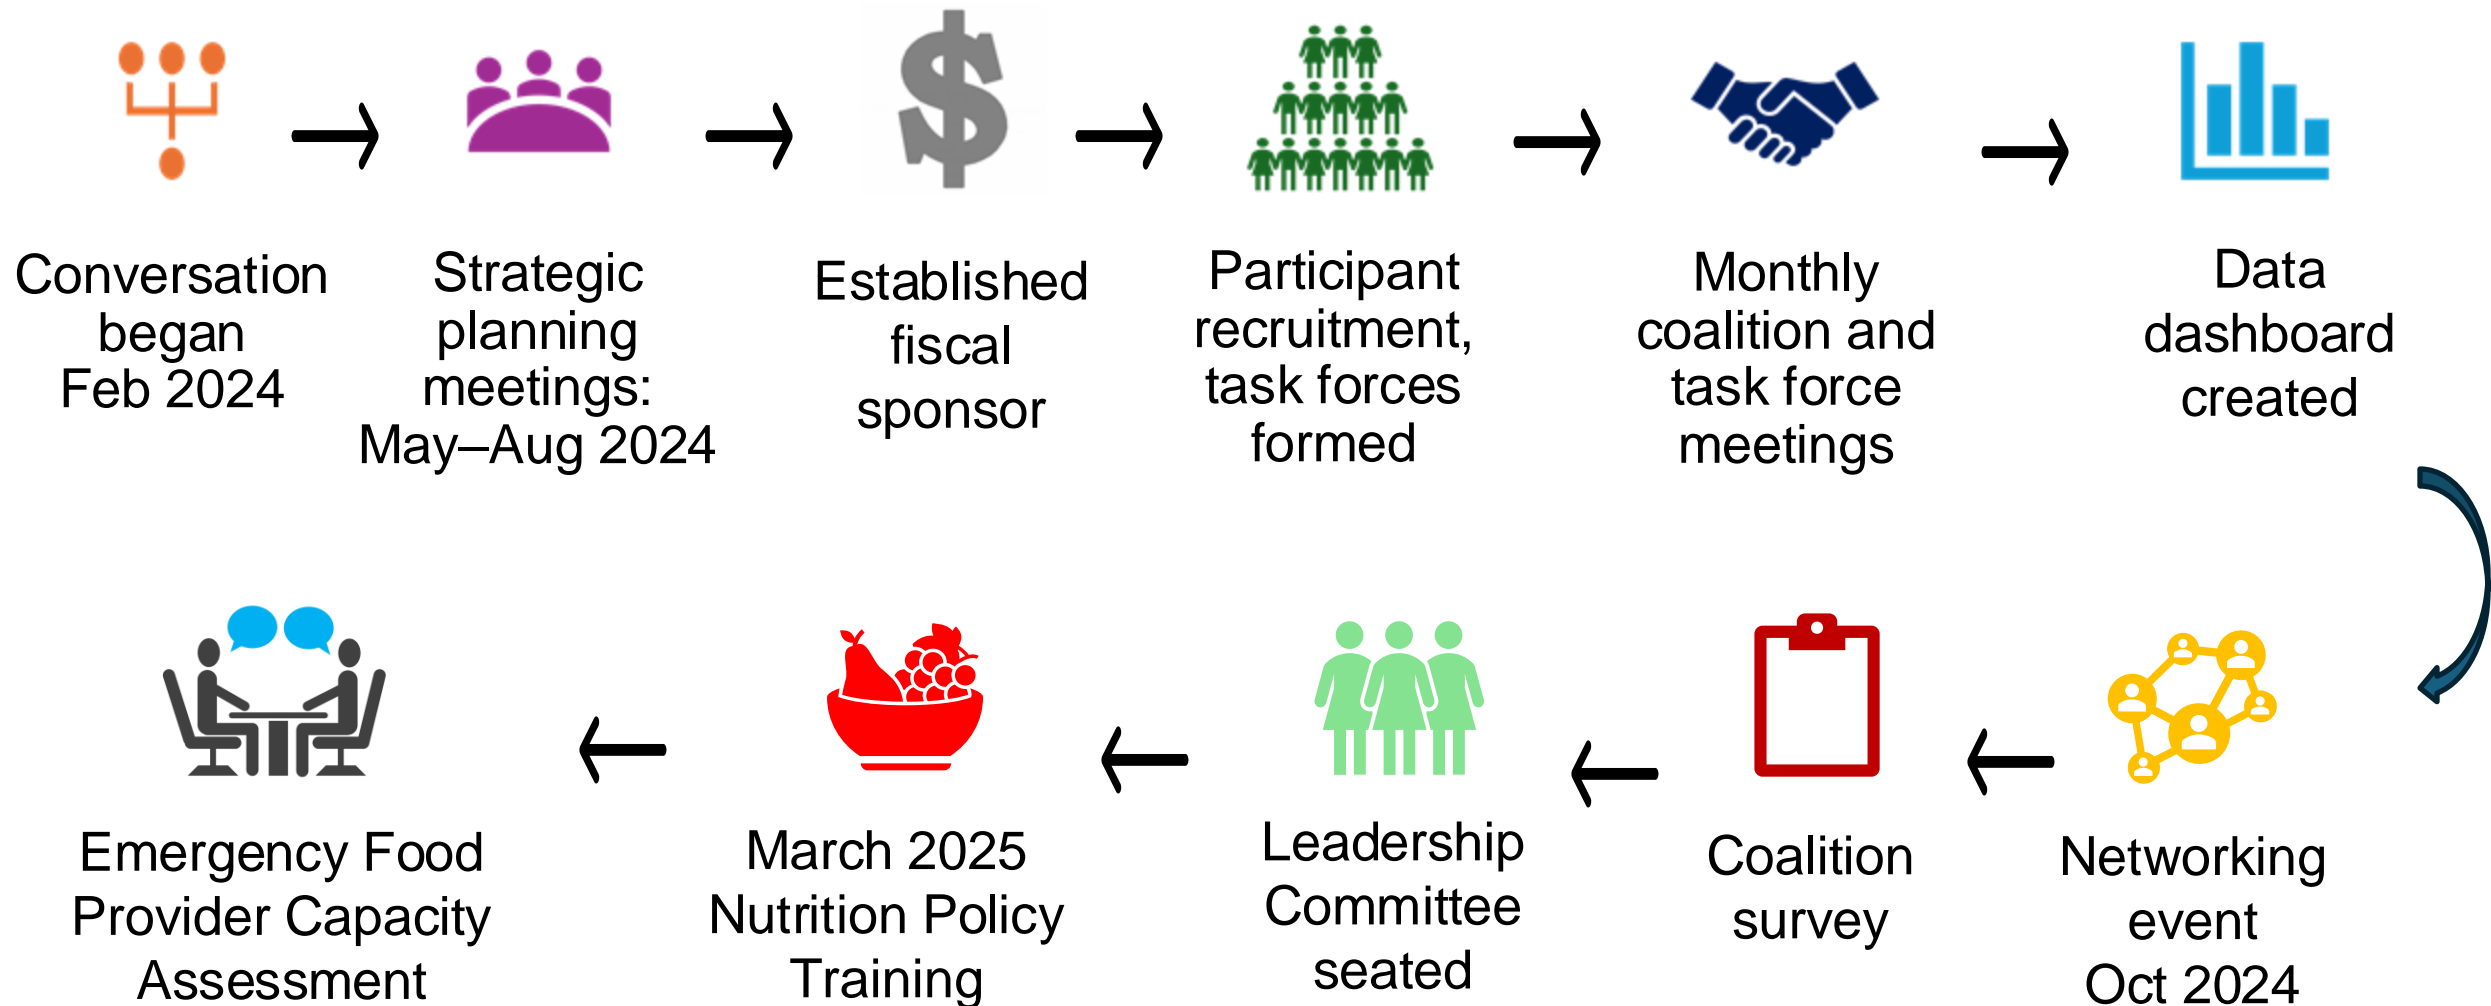 Conversation
began
Feb 2024
Strategic
planning
meetings:
May–Aug 2024
Established
fiscal
sponsor
Participant
recruitment,
task forces
formed
Monthly
coalition and
task force
meetings
Data
dashboard
created
Networking
event
Oct 2024
Coalition
survey
Leadership
Committee
seated
March 2025
Nutrition Policy
Training
Emergency Food
Provider Capacity
Assessment